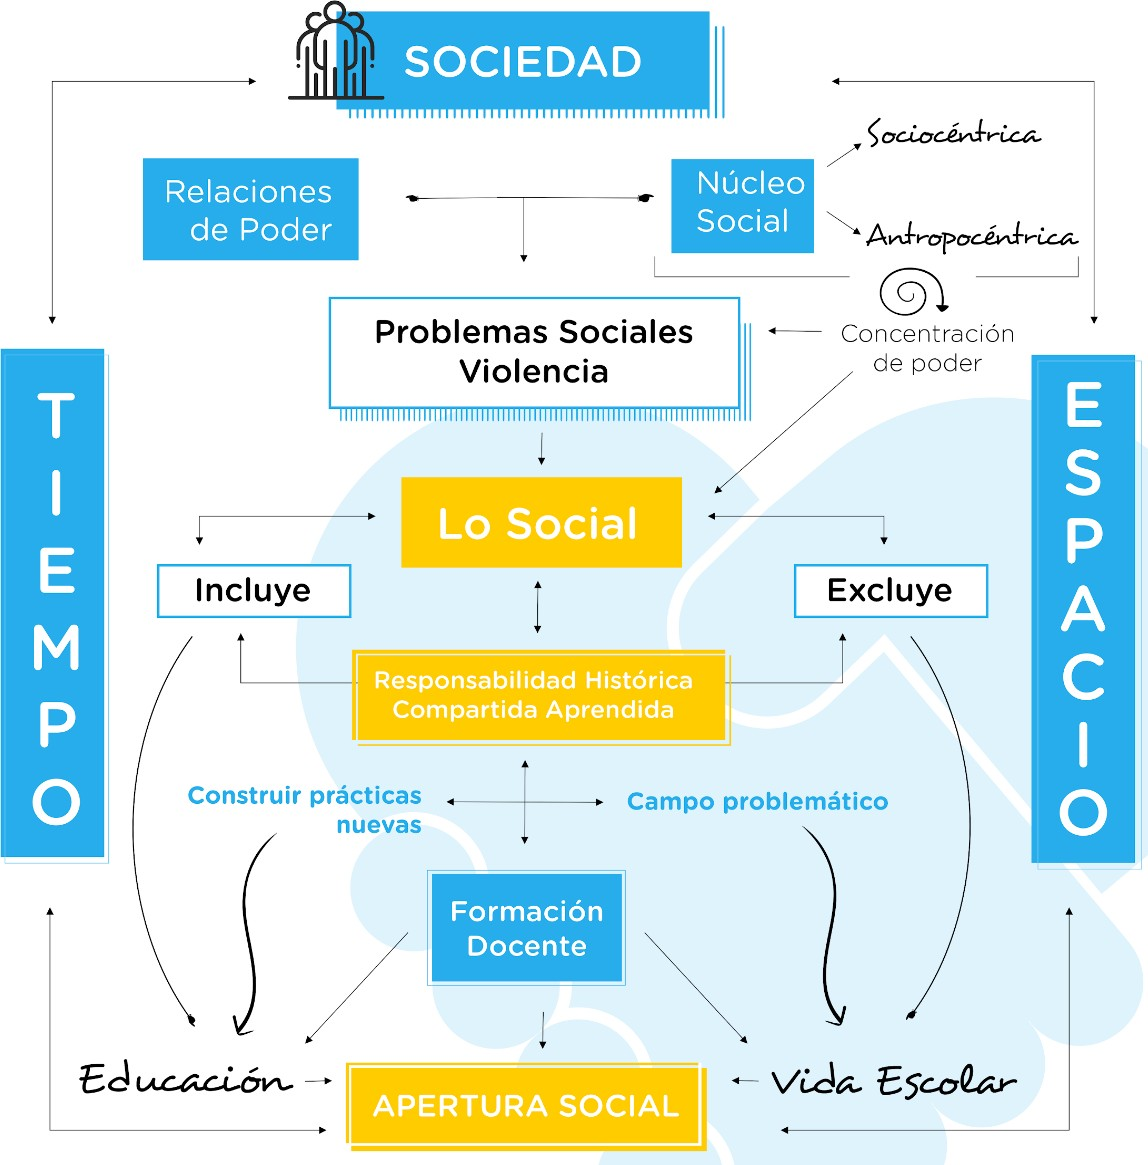 SOCIEDAD
Sociocéntrica
Relaciones
de Poder
Núcleo
Social
Antropocéntrica
Problemas Sociales
Violencia
Concentración
de poder
TIEMPO
ESPACIO
Lo Social
Incluye
Excluye
Responsabilidad Histórica
Compartida Aprendida
Construir prácticas
nuevas
Campo problemático
Formación
Docente
Educación
Vida Escolar
APERTURA SOCIAL